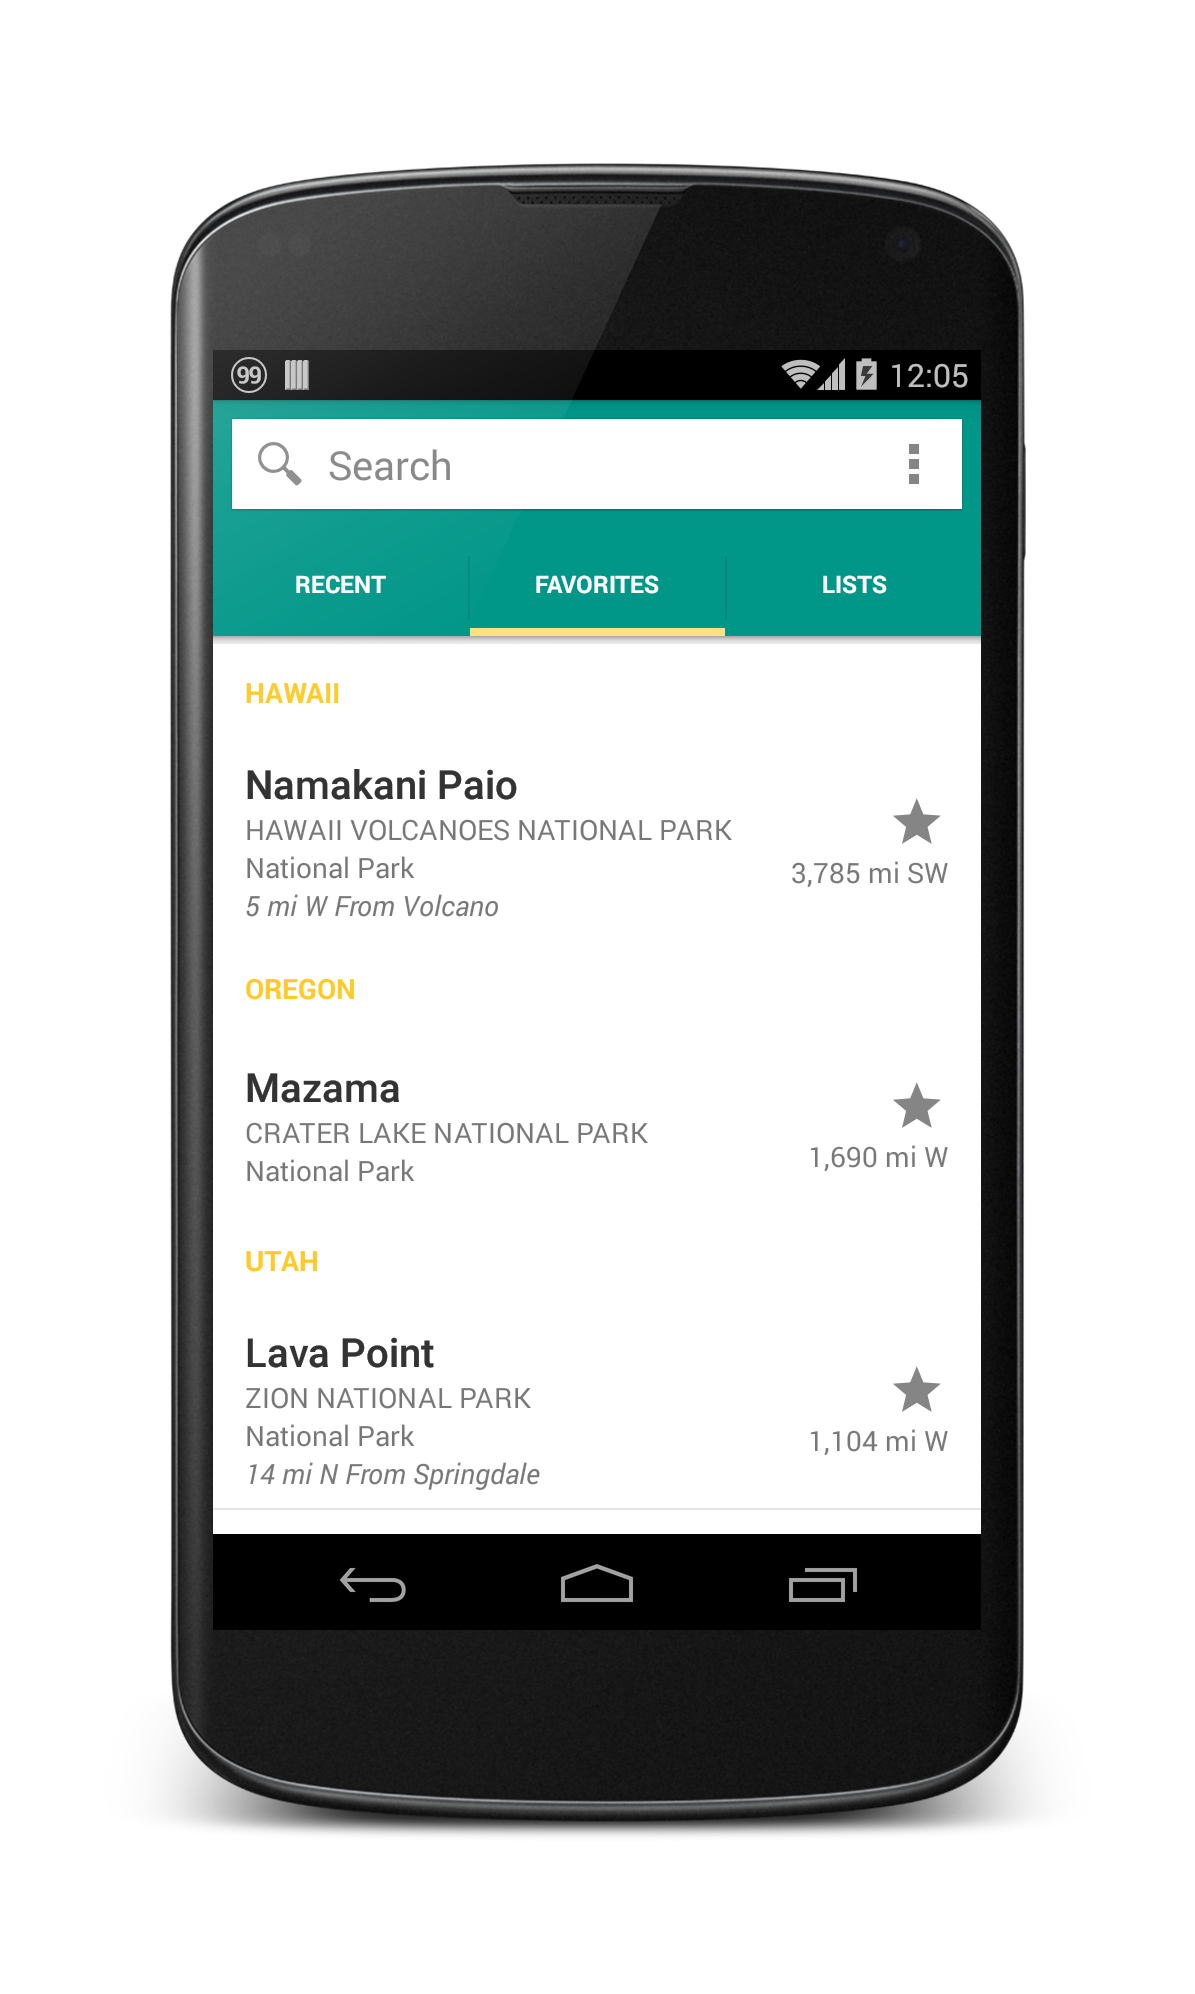 99 12:05
Search
RECENT FAVORITES LISTS
HAWAII
Namakani Paio
HAWAII VOLCANOES NATIONAL PARK
National Park
3,785 mi SW
5 mi W From Volcano
OREGON
Mazama
CRATER LAKE NATIONAL PARK
National Park
1,690 mi W
UTAH
Lava Point
ZION NATIONAL PARK
National Park
1,104 mi W
14 mi N From Springdale